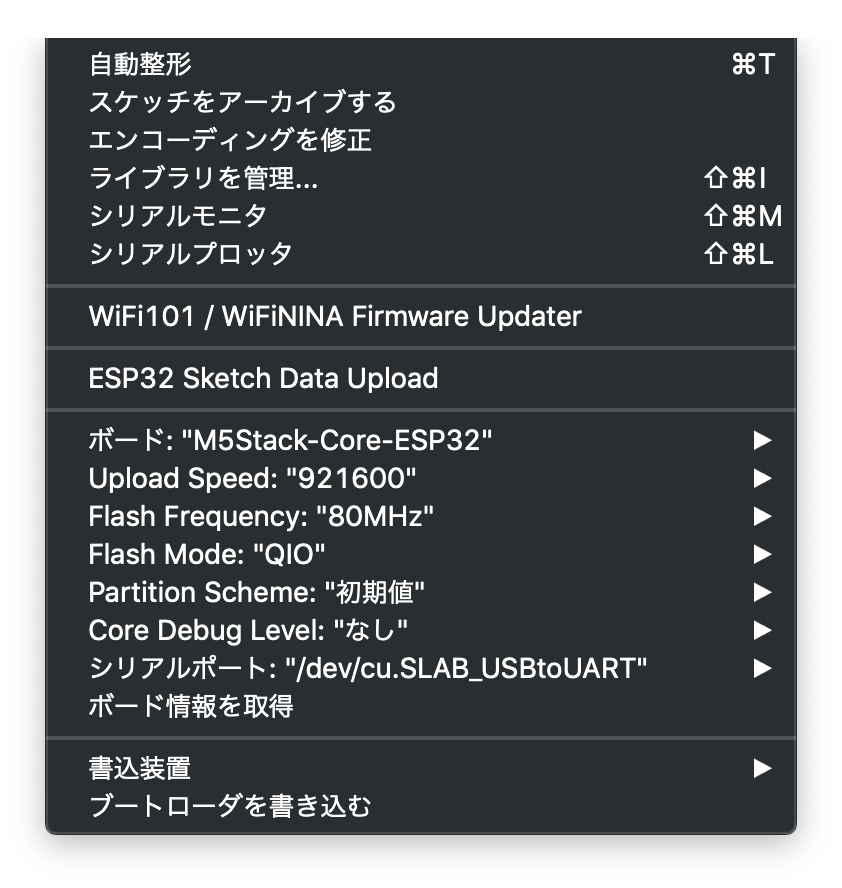 自動整形 ⌘T
スケッチをアーカイブする
エンコーディングを修正
ライブラリを管理... ⇧⌘I
シリアルモニタ ⇧⌘M
シリアルプロッタ ⇧⌘L
WiFi101 / WiFiNINA Firmware Updater
ESP32 Sketch Data Upload
ボード: "M5Stack-Core-ESP32" ▶
Upload Speed: "921600" ▶
Flash Frequency: "80MHz" ▶
Flash Mode: "QIO" ▶
Partition Scheme: "初期値" ▶
Core Debug Level: "なし" ▶
シリアルポート: "/dev/cu.SLAB_USBtoUART" ▶
ボード情報を取得
書込装置 ▶
ブートローダを書き込む